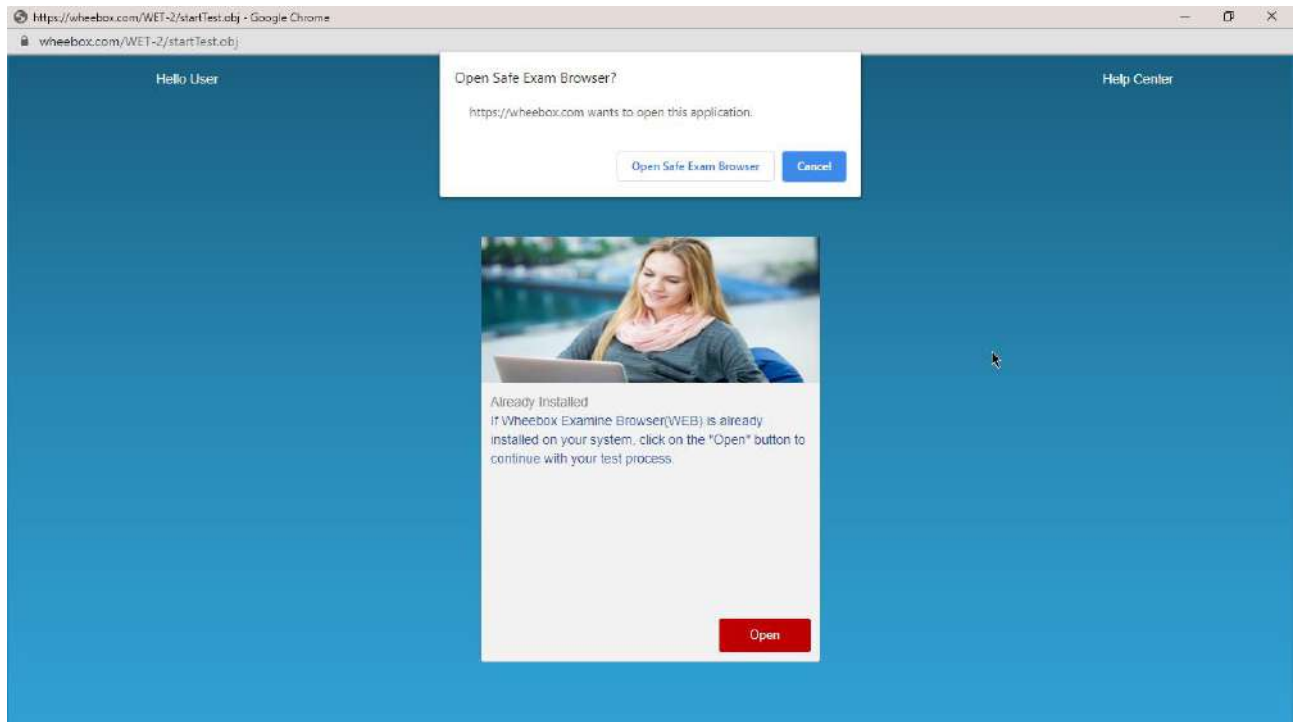 https://wheebox.com/WET-2/startTest.obj - Google Chrome
wheebox.com/WET-2/startTest.obj
Hello User
Open Safe Exam Browser?
https://wheebox.com wants to open this application.
Open Safe Exam Browser
Cancel
Help Center
Already Installed
If Wheebox Examine Browser(WEB) is already
installed on your system, click on the "Open" button to
continue with your test process.
Open